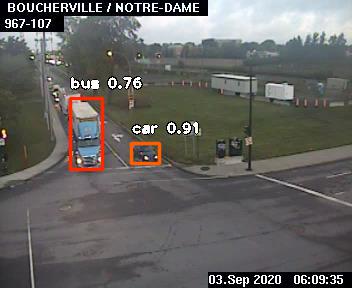 BOUCHERVILLE / NOTRE-DAME
967-107
bus 0.76
car 0.91
03.Sep 2020 06:09:35